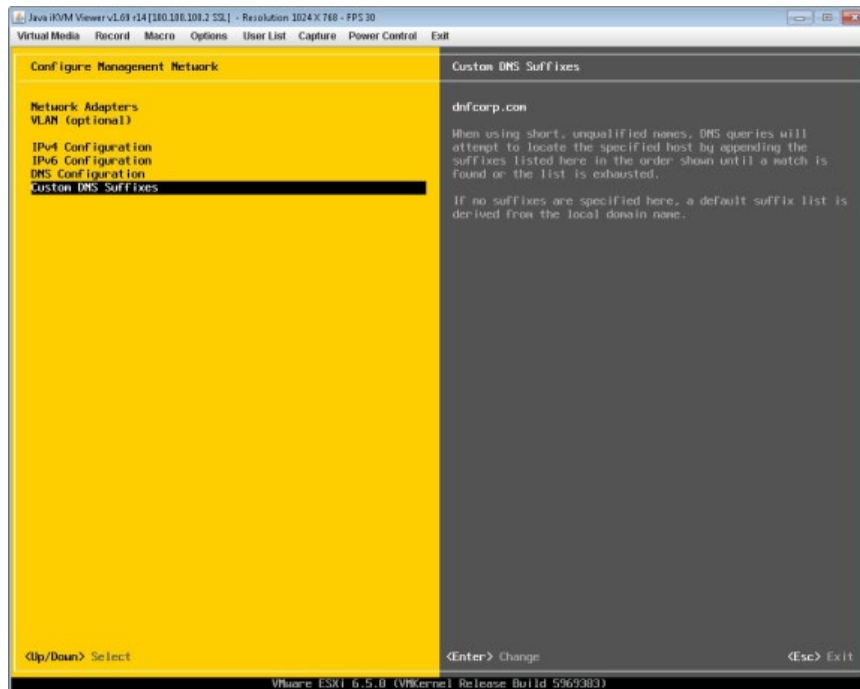 Java iKVM Viewer v1.69 r14 [100.100.100.2 SSL] - Resolution 1024 X 768 - FPS 30
Virtual Media Record Macro Options User List Capture Power Control Exit
Configure Management Network
Network Adapters
VLAN (optional)
IPv4 Configuration
IPv6 Configuration
DNS Configuration
Custom DNS Suffixes
<Up/Down> Select
Custom DNS Suffixes
dnfcorp.com
When using short, unqualified names, DNS queries will
attempt to locate the specified host by appending the
suffixes listed here in the order shown until a match is
found or the list is exhausted.
If no suffixes are specified here, a default suffix list is
derived from the local domain name.
<Enter> Change
<Esc> Exit
VMware ESXi 6.5.0 (VMKernel Release Build 5969303)